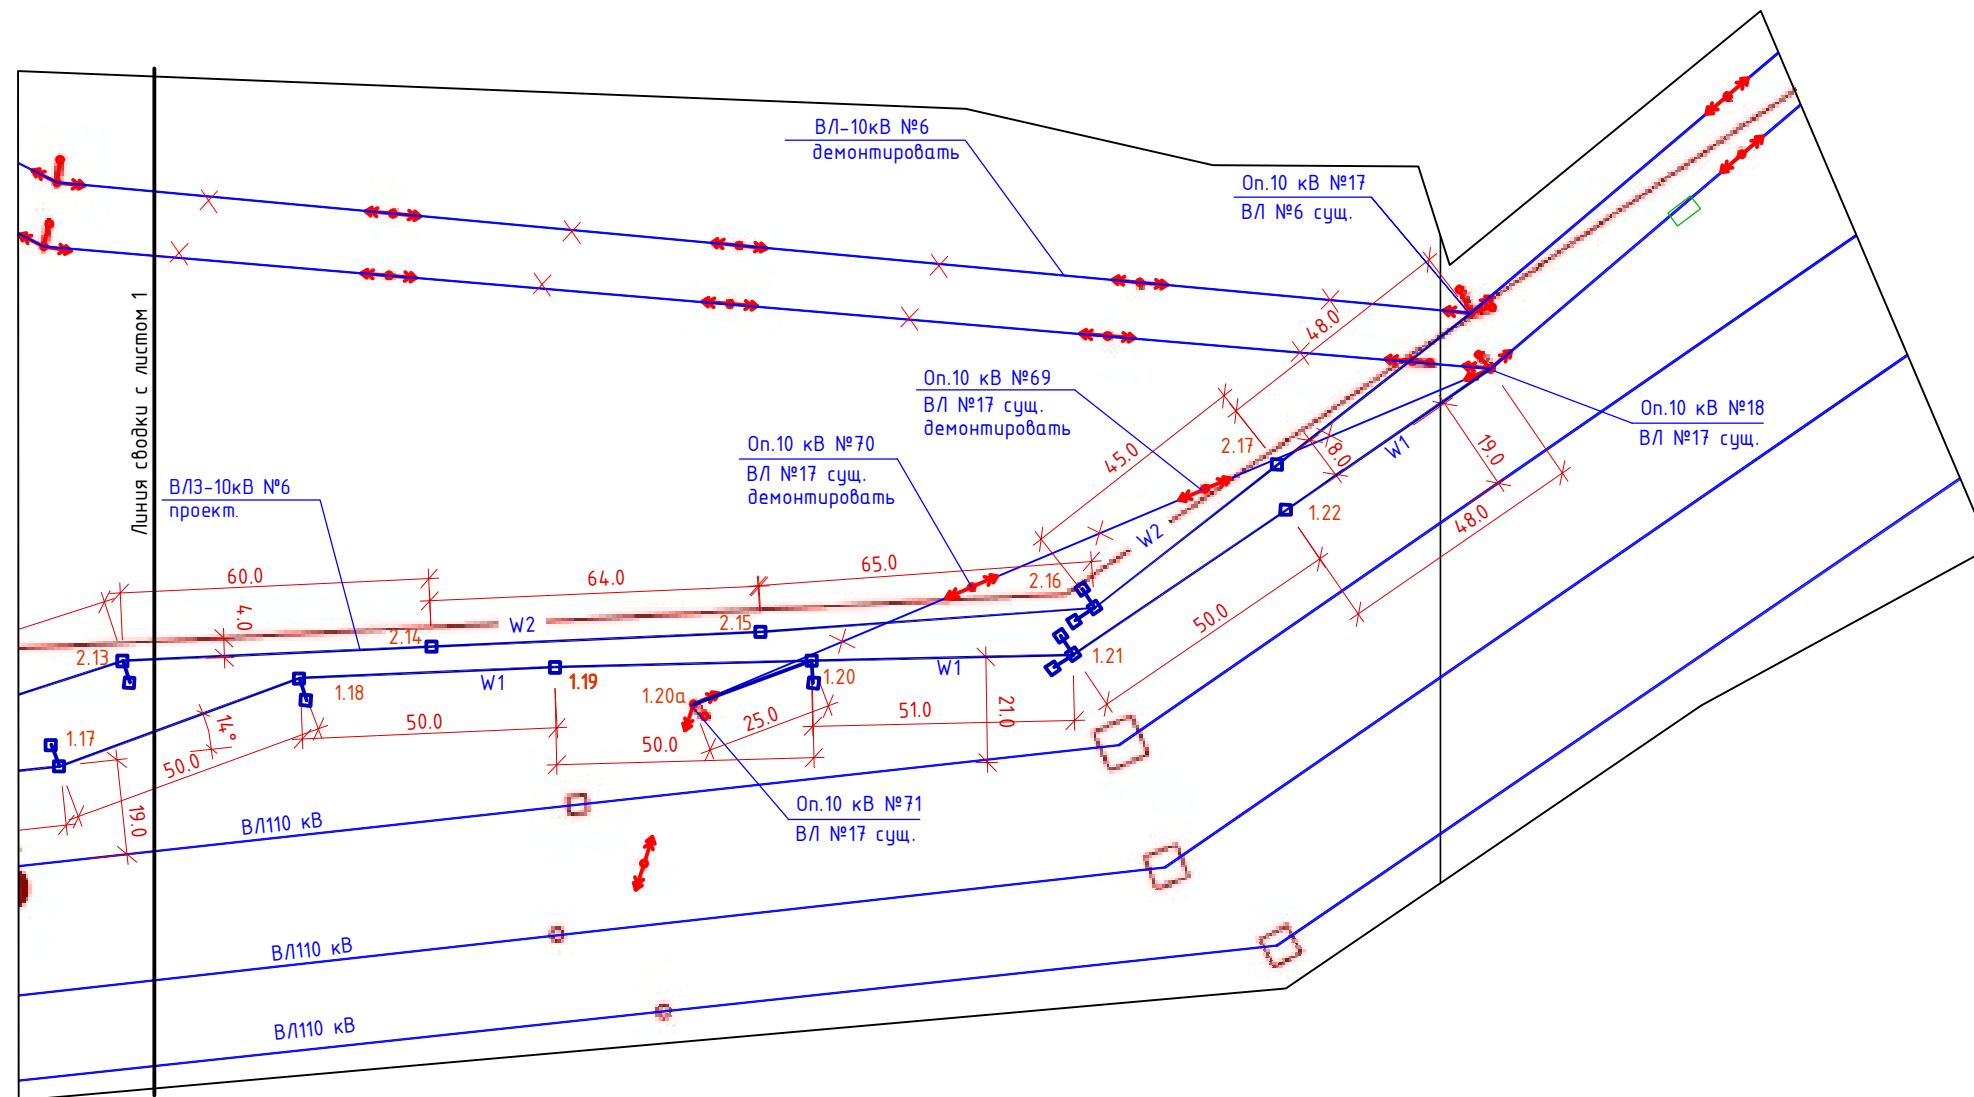 ВЛ-10кВ №6
демонтировать
Оп.10 кВ №17
ВЛ №6 сущ.
Линия сводки с листом 1
48.0
Оп.10 кВ №69
ВЛ №17 сущ.
демонтировать
Оп.10 кВ №18
ВЛ №17 сущ.
Оп.10 кВ №70
ВЛ №17 сущ.
демонтировать
45.0
2.17
8.0
W1
19.0
ВЛЗ-10кВ №6
проект.
1.22
48.0
W2
60.0
64.0
65.0
2.16
4.0
W2
2.15
2.14
50.0
2.13
1.21
1.18
W1
1.19
1.20а
1.20
W1
14°
50.0
25.0
51.0
21.0
1.17
50.0
50.0
19.0
Оп.10 кВ №71
ВЛ №17 сущ.
ВЛ110 кВ
ВЛ110 кВ
ВЛ110 кВ